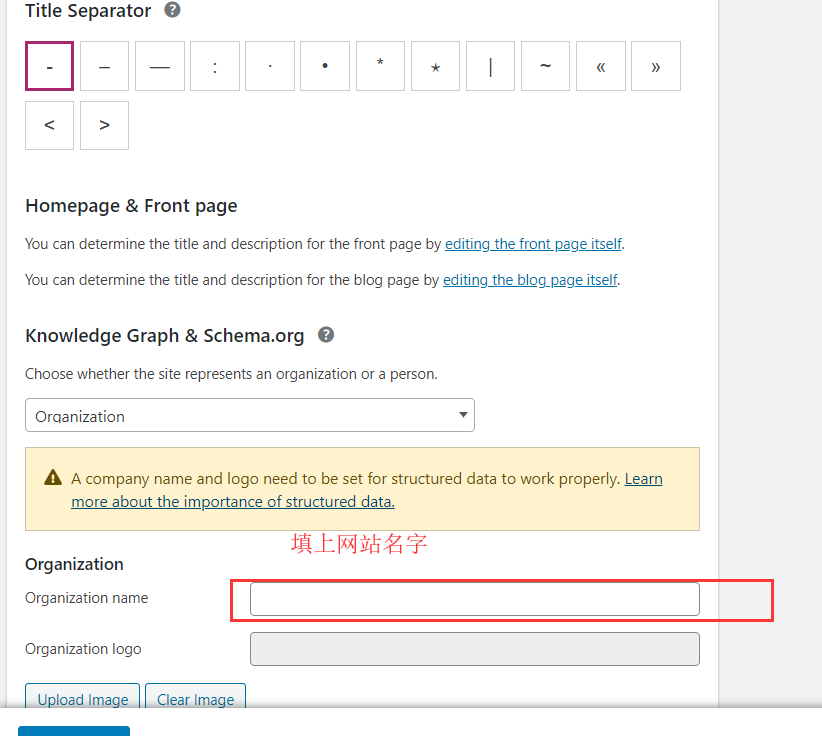 Title Separator ?
- – — : · • * ⋆ | ~ « »
< >
Homepage & Front page
You can determine the title and description for the front page by editing the front page itself.
You can determine the title and description for the blog page by editing the blog page itself.
Knowledge Graph & Schema.org ?
Choose whether the site represents an organization or a person.
Organization
A company name and logo need to be set for structured data to work properly. Learn
more about the importance of structured data.
填上网站名字
Organization
Organization name
Organization logo
Upload Image Clear Image